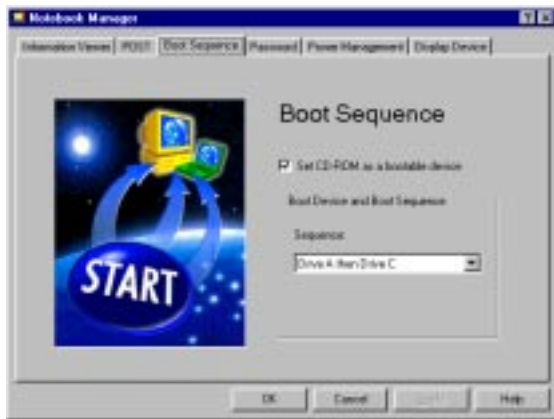 Notebook Manager
Information Viewer POST Boot Sequence Password Power Management Display Device
Boot Sequence
Set CD-ROM as a bootable device
Boot Device and Boot Sequence
Sequence:
Drive A then Drive C
START
OK Cancel Help